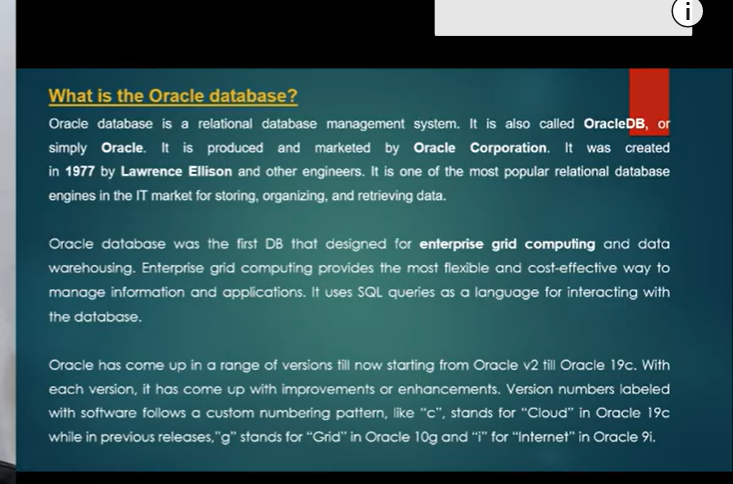 i
What is the Oracle database?
Oracle database is a relational database management system. It is also called OracleDB, or
simply Oracle. It is produced and marketed by Oracle Corporation. It was created
in 1977 by Lawrence Ellison and other engineers. It is one of the most popular relational database
engines in the IT market for storing, organizing, and retrieving data.
Oracle database was the first DB that designed for enterprise grid computing and data
warehousing. Enterprise grid computing provides the most flexible and cost-effective way to
manage information and applications. It uses SQL queries as a language for interacting with
the database.
Oracle has come up in a range of versions till now starting from Oracle v2 till Oracle 19c. With
each version, it has come up with improvements or enhancements. Version numbers labeled
with software follows a custom numbering pattern, like “c”, stands for “Cloud” in Oracle 19c
while in previous releases,”g” stands for “Grid” in Oracle 10g and “i” for “Internet” in Oracle 9i.